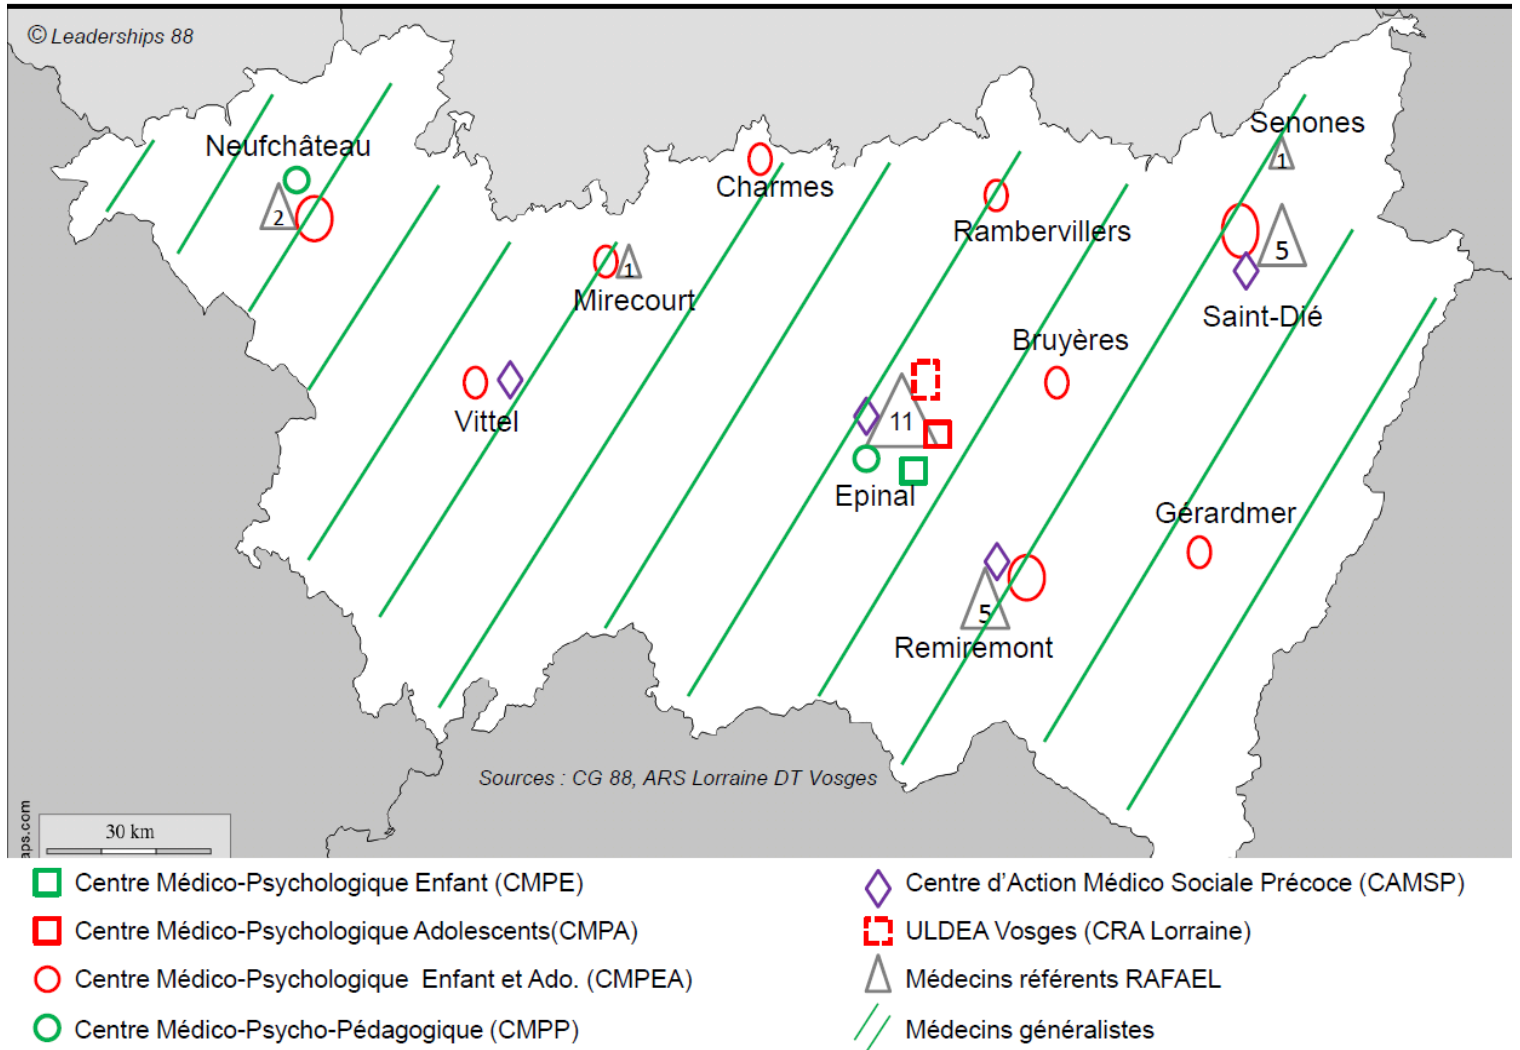 © Leaderships 88
Senones
Neufchâteau
1
Charmes
2
Rambervillers
5
1
Mirecourt
Saint-Dié
Bruyères
Vittel
11
Epinal
Gérardmer
5
Remiremont
Sources : CG 88, ARS Lorraine DT Vosges
30 km
aps.com
Centre Médico-Psychologique Enfant (CMPE)
Centre Médico-Psychologique Adolescents(CMPA)
Centre Médico-Psychologique Enfant et Ado. (CMPEA)
Centre Médico-Psycho-Pédagogique (CMPP)
Centre d'Action Médico Sociale Précoce (CAMSP)
ULDEA Vosges (CRA Lorraine)
Médecins référents RAFAEL
Médecins généralistes